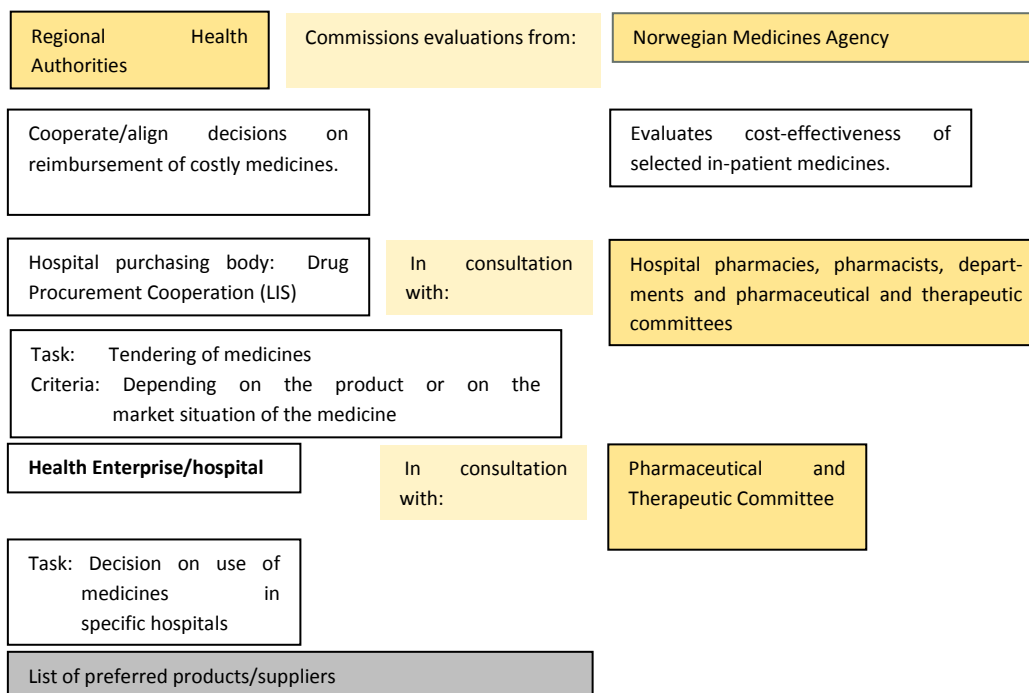 Regional Health
Authorities
Commissions evaluations from:
Norwegian Medicines Agency
Cooperate/align decisions on
reimbursement of costly medicines.
Evaluates cost-effectiveness of
selected in-patient medicines.
Hospital purchasing body: Drug
Procurement Cooperation (LIS)
In consultation
with:
Hospital pharmacies, pharmacists, depart-
ments and pharmaceutical and therapeutic
committees
Task: Tendering of medicines
Criteria: Depending on the product or on the
market situation of the medicine
Health Enterprise/hospital
In consultation
with:
Pharmaceutical and
Therapeutic Committee
Task: Decision on use of
medicines in
specific hospitals
List of preferred products/suppliers